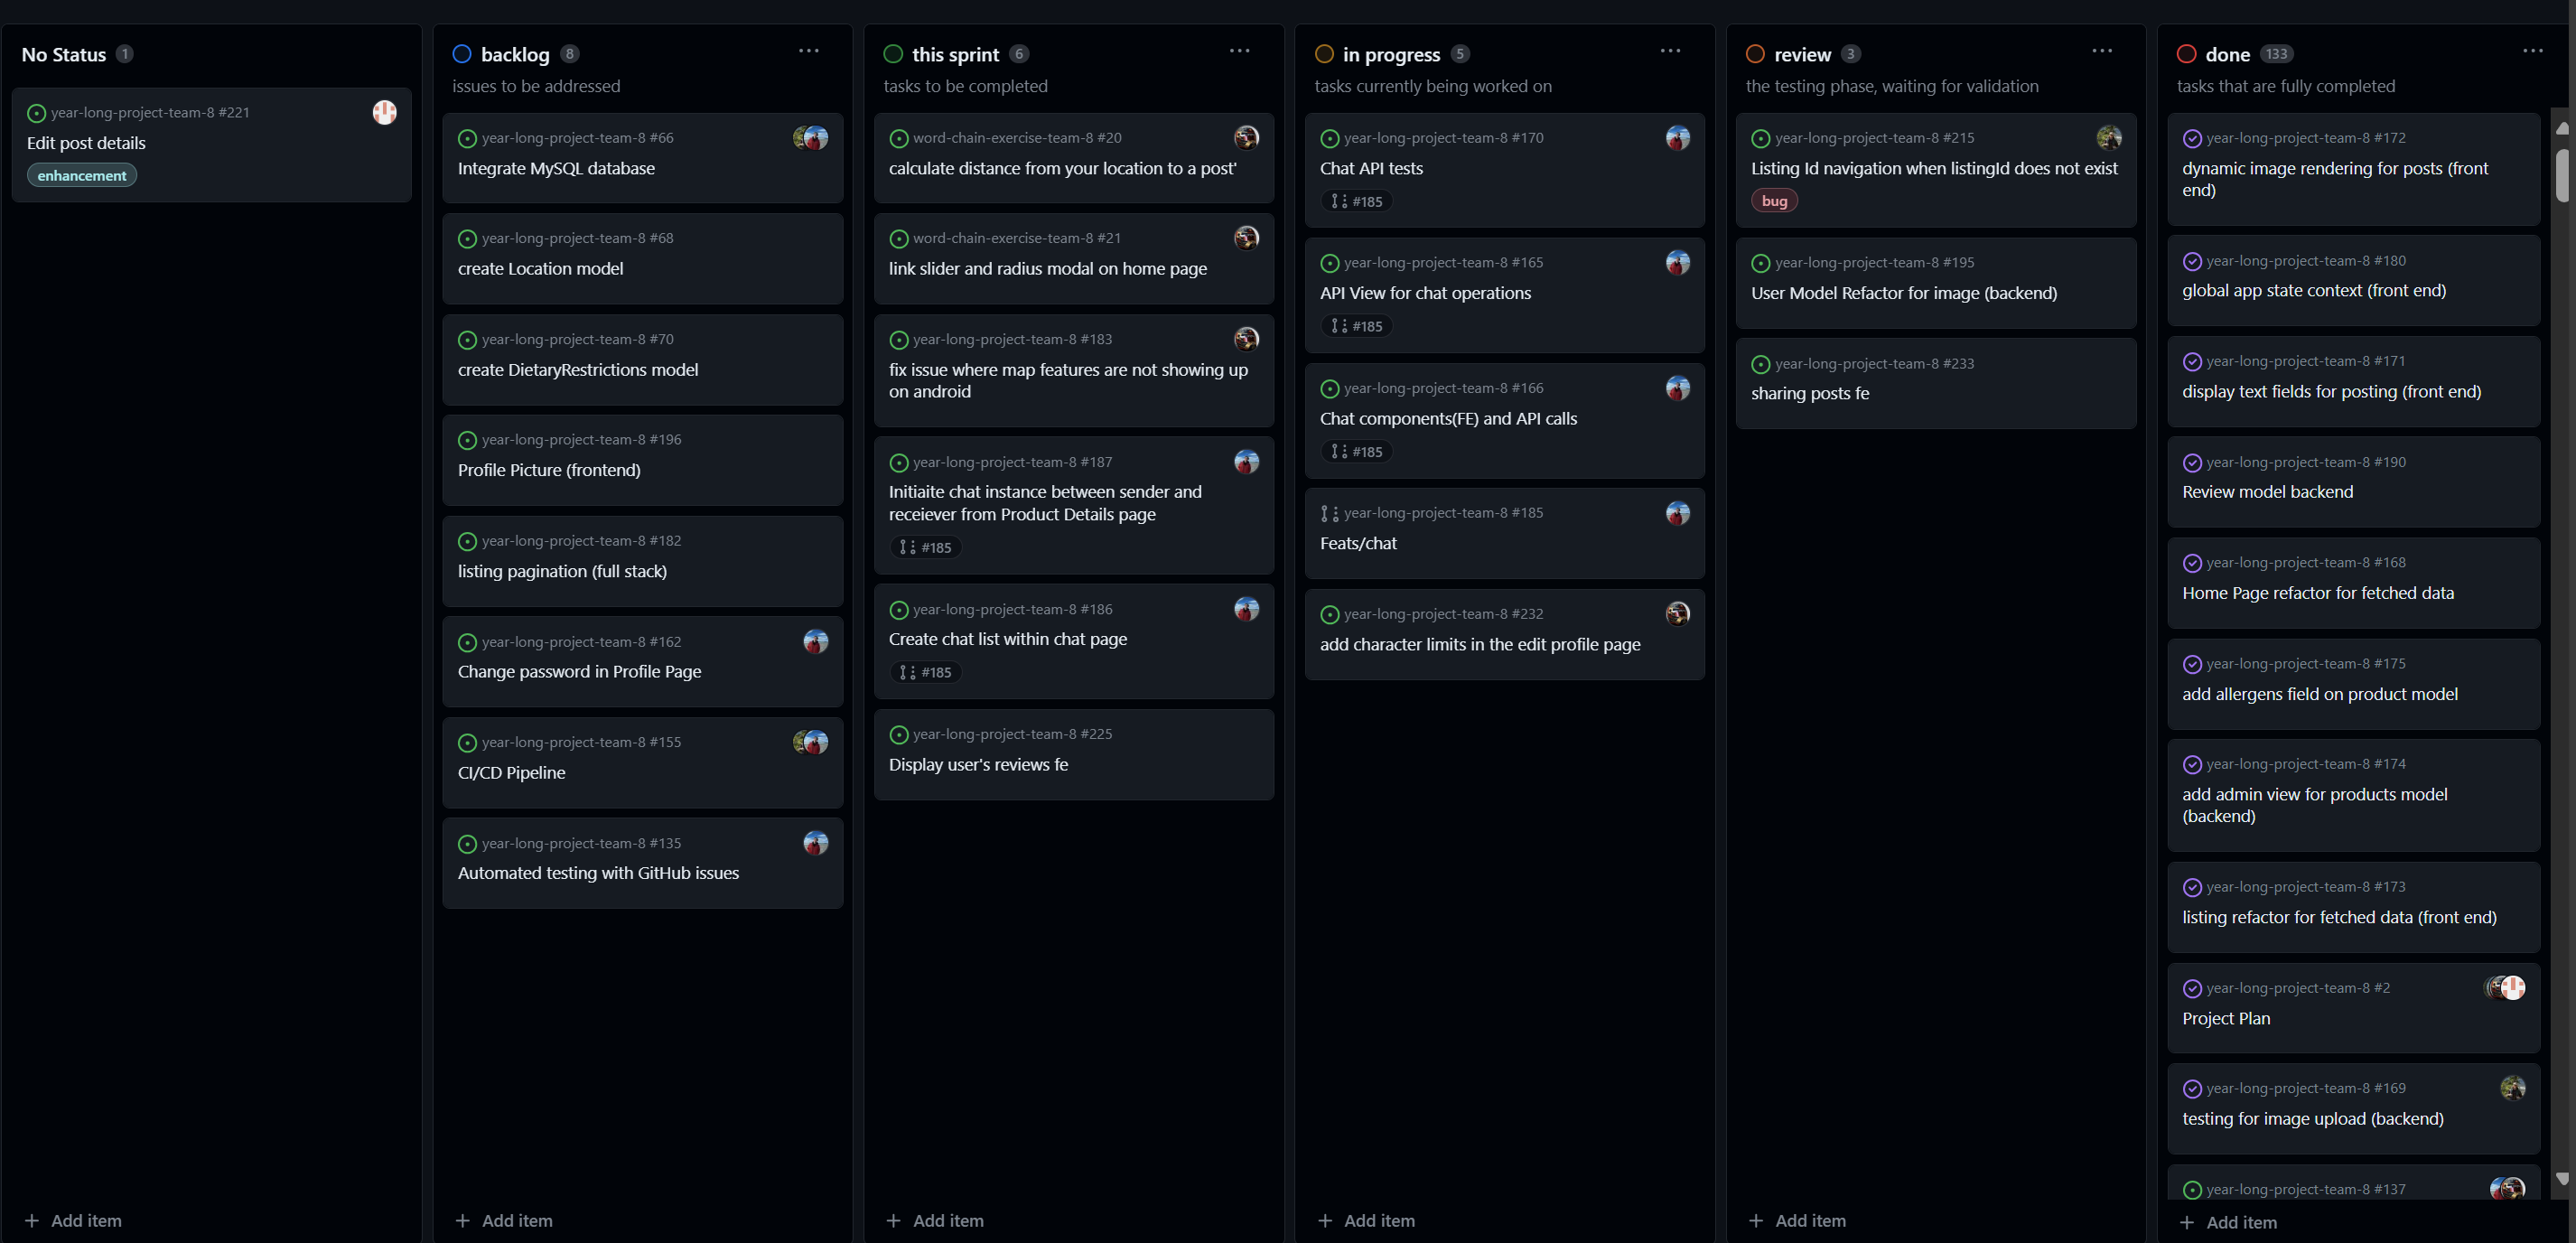 No Status 1
year-long-project-team-8 #221
Edit post details
enhancement
+ Add item
backlog 8
issues to be addressed
year-long-project-team-8 #66
Integrate MySQL database
year-long-project-team-8 #68
create Location model
year-long-project-team-8 #70
create DietaryRestrictions model
year-long-project-team-8 #196
Profile Picture (frontend)
year-long-project-team-8 #182
listing pagination (full stack)
year-long-project-team-8 #162
Change password in Profile Page
year-long-project-team-8 #155
CI/CD Pipeline
year-long-project-team-8 #135
Automated testing with GitHub issues
+ Add item
this sprint 6
tasks to be completed
word-chain-exercise-team-8 #20
calculate distance from your location to a post'
word-chain-exercise-team-8 #21
link slider and radius modal on home page
year-long-project-team-8 #183
fix issue where map features are not showing up
on android
year-long-project-team-8 #187
Initiaite chat instance between sender and
receiever from Product Details page
#185
year-long-project-team-8 #186
Create chat list within chat page
#185
year-long-project-team-8 #225
Display user's reviews fe
+ Add item
in progress 5
tasks currently being worked on
year-long-project-team-8 #170
Chat API tests
#185
year-long-project-team-8 #165
API View for chat operations
#185
year-long-project-team-8 #166
Chat components(FE) and API calls
#185
year-long-project-team-8 #185
Feats/chat
year-long-project-team-8 #232
add character limits in the edit profile page
+ Add item
review 3
the testing phase, waiting for validation
year-long-project-team-8 #215
Listing Id navigation when listingId does not exist
bug
year-long-project-team-8 #195
User Model Refactor for image (backend)
year-long-project-team-8 #233
sharing posts fe
+ Add item
done 133
tasks that are fully completed
year-long-project-team-8 #172
dynamic image rendering for posts (front
end)
year-long-project-team-8 #180
global app state context (front end)
year-long-project-team-8 #171
display text fields for posting (front end)
year-long-project-team-8 #190
Review model backend
year-long-project-team-8 #168
Home Page refactor for fetched data
year-long-project-team-8 #175
add allergens field on product model
year-long-project-team-8 #174
add admin view for products model
(backend)
year-long-project-team-8 #173
listing refactor for fetched data (front end)
year-long-project-team-8 #2
Project Plan
year-long-project-team-8 #169
testing for image upload (backend)
year-long-project-team-8 #137
+ Add item